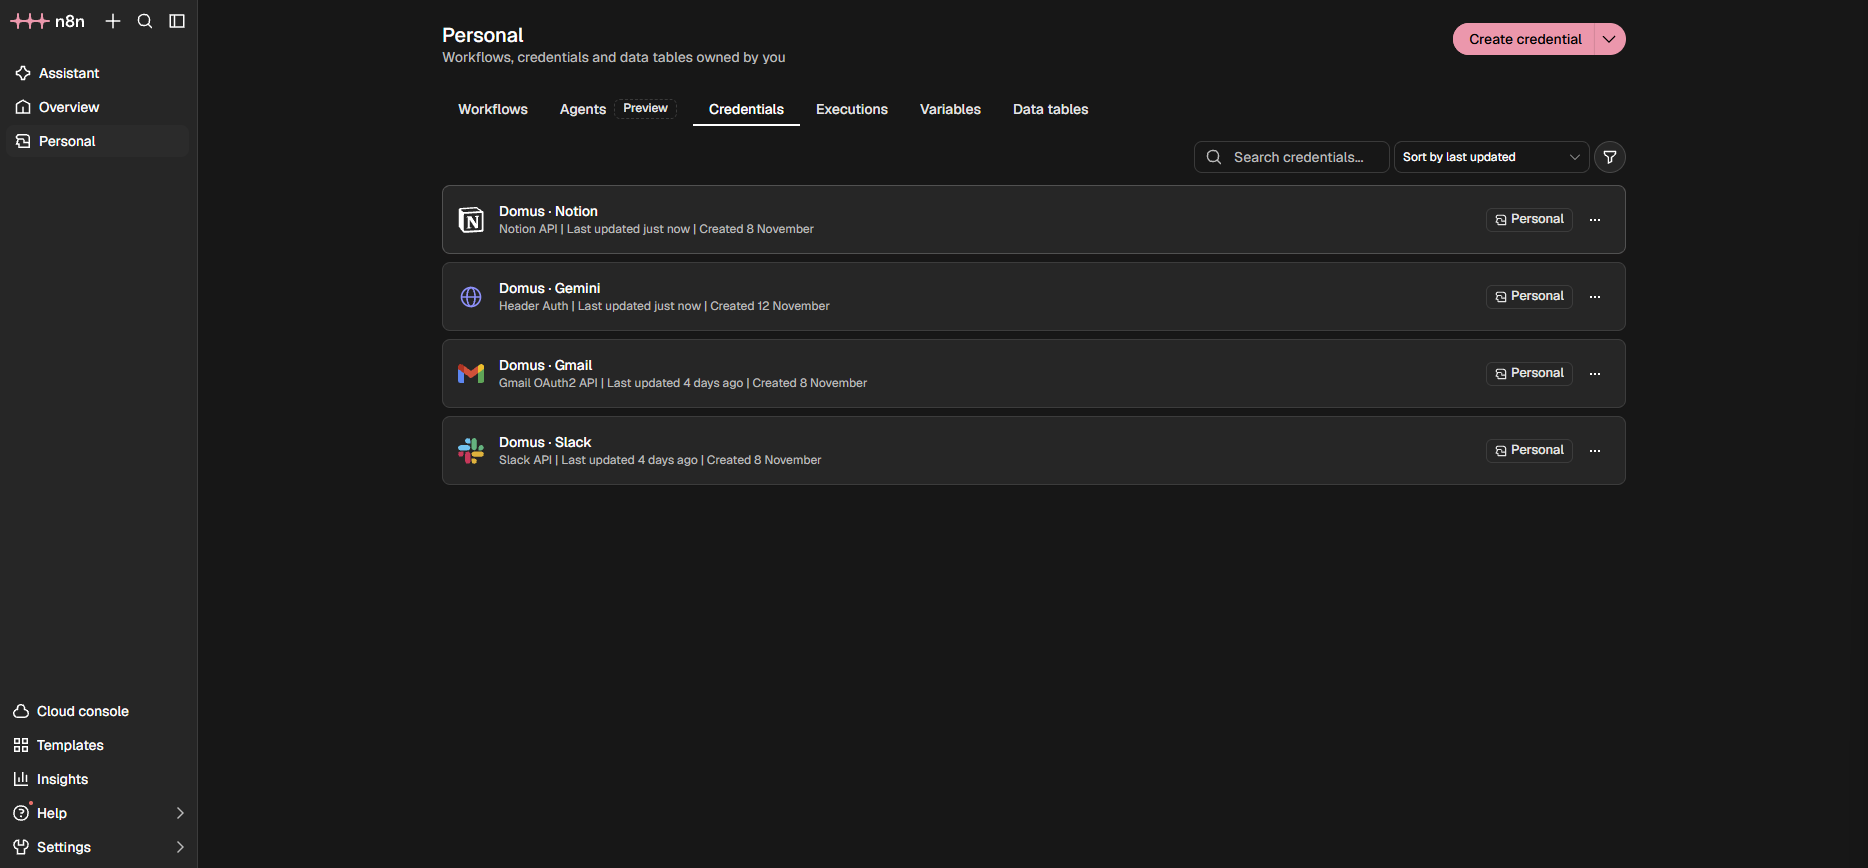 n8n
Assistant
Overview
Personal
Cloud console
Templates
Insights
Help
Settings
Personal
Workflows, credentials and data tables owned by you
Create credential
Workflows
Agents
Preview
Credentials
Executions
Variables
Data tables
Search credentials...
Sort by last updated
Domus · Notion
Notion API | Last updated just now | Created 8 November
Personal
Domus · Gemini
Header Auth | Last updated just now | Created 12 November
Personal
Domus · Gmail
Gmail OAuth2 API | Last updated 4 days ago | Created 8 November
Personal
Domus · Slack
Slack API | Last updated 4 days ago | Created 8 November
Personal